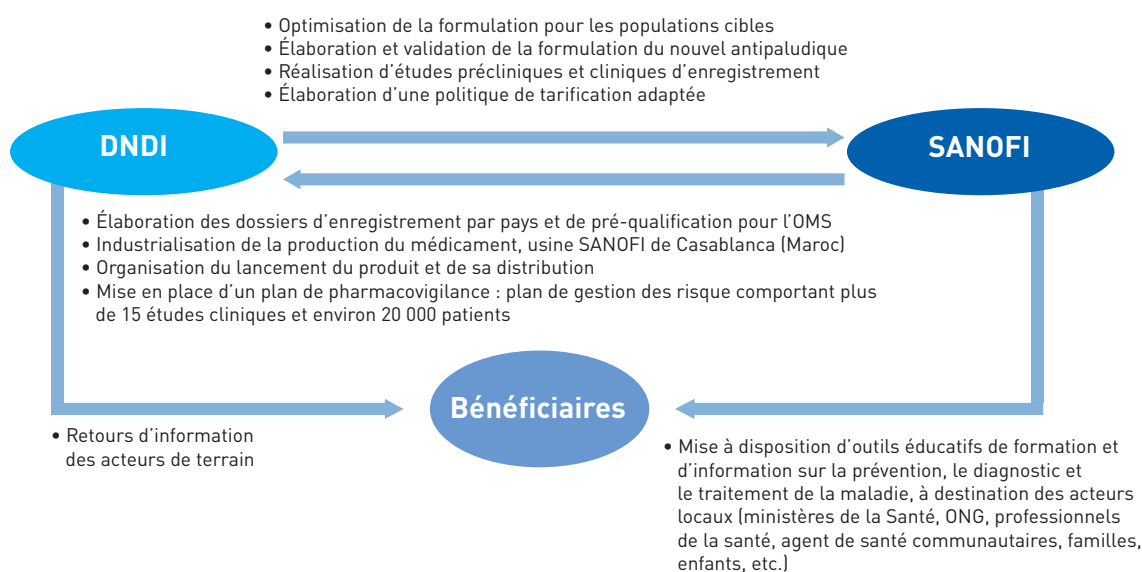 • Optimisation de la formulation pour les populations cibles
• Élaboration et validation de la formulation du nouvel antipaludique
• Réalisation d’études précliniques et cliniques d’enregistrement
• Élaboration d’une politique de tarification adaptée
DNDI
SANOFI
• Élaboration des dossiers d’enregistrement par pays et de pré-qualification pour l’OMS
• Industrialisation de la production du médicament, usine SANOFI de Casablanca (Maroc)
• Organisation du lancement du produit et de sa distribution
• Mise en place d’un plan de pharmacovigilance : plan de gestion des risque comportant plus
de 15 études cliniques et environ 20 000 patients
Bénéficiaires
• Retours d’information
des acteurs de terrain
• Mise à disposition d’outils éducatifs de formation et
d’information sur la prévention, le diagnostic et
le traitement de la maladie, à destination des acteurs
locaux (ministères de la Santé, ONG, professionnels
de la santé, agent de santé communautaires, familles,
enfants, etc.)